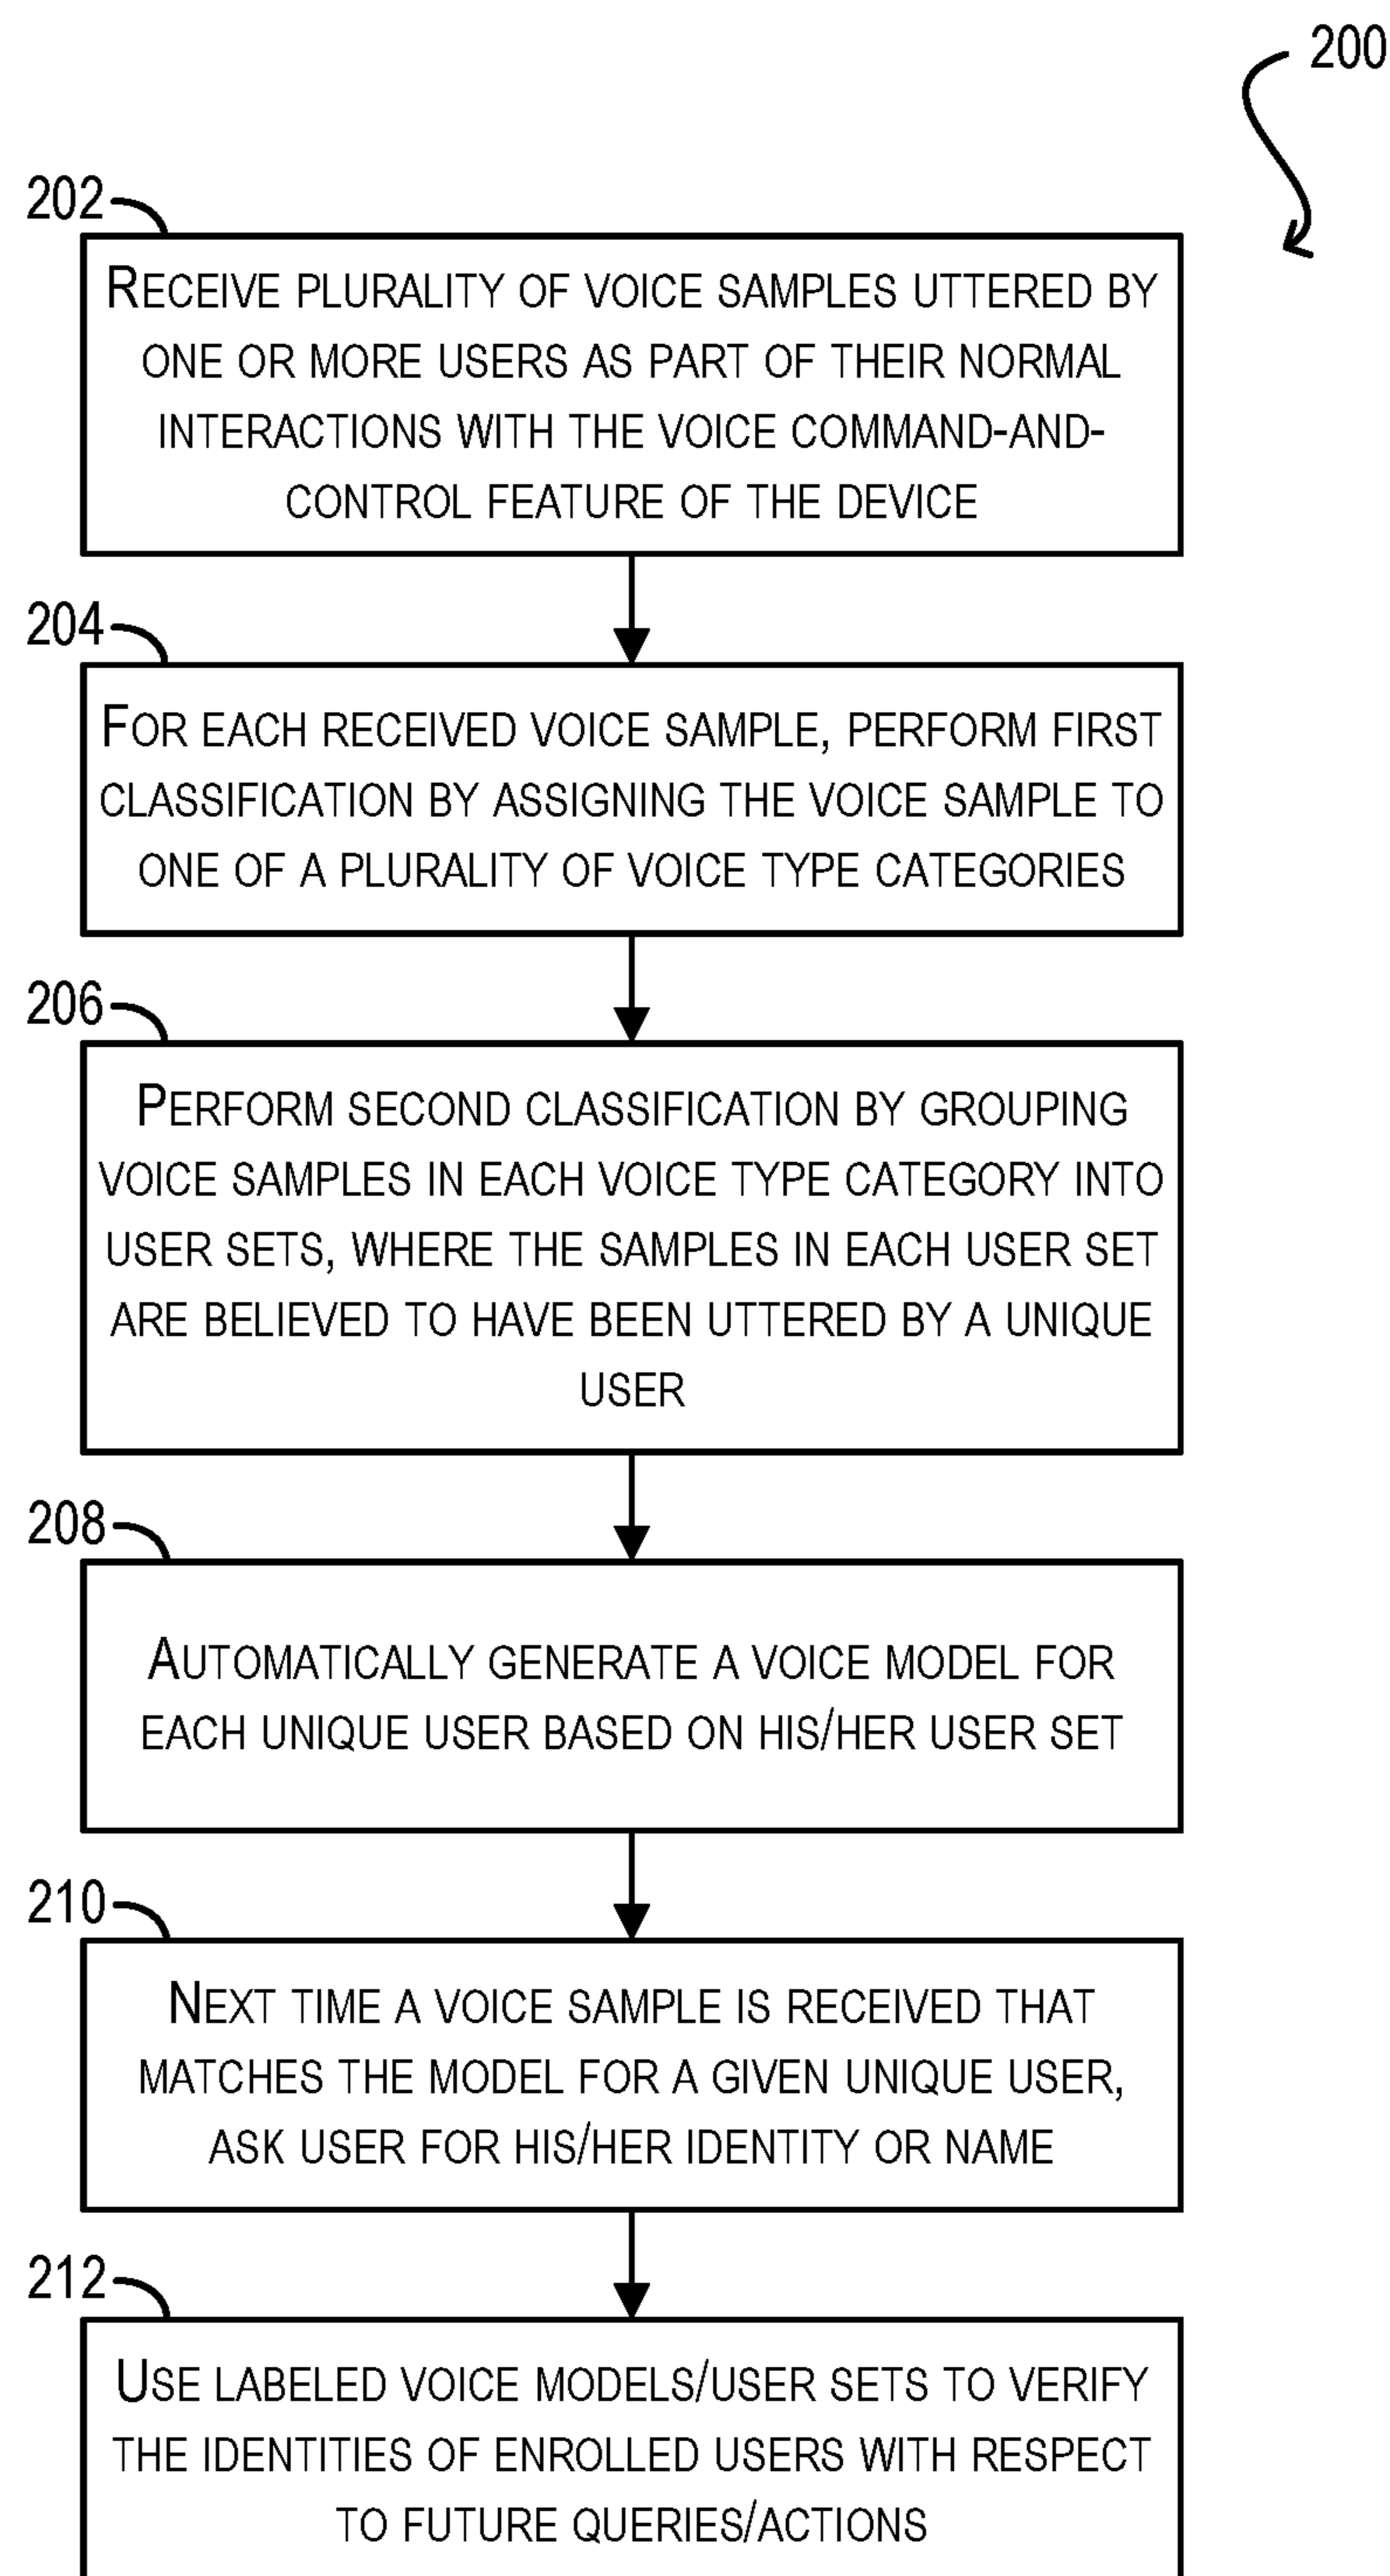 200
202
RECEIVE PLURALITY OF VOICE SAMPLES UTTERED BY
ONE OR MORE USERS AS PART OF THEIR NORMAL
INTERACTIONS WITH THE VOICE COMMAND-AND-
CONTROL FEATURE OF THE DEVICE
204
FOR EACH RECEIVED VOICE SAMPLE, PERFORM FIRST
CLASSIFICATION BY ASSIGNING THE VOICE SAMPLE TO
ONE OF A PLURALITY OF VOICE TYPE CATEGORIES
206
PERFORM SECOND CLASSIFICATION BY GROUPING
VOICE SAMPLES IN EACH VOICE TYPE CATEGORY INTO
USER SETS, WHERE THE SAMPLES IN EACH USER SET
ARE BELIEVED TO HAVE BEEN UTTERED BY A UNIQUE
USER
208
AUTOMATICALLY GENERATE A VOICE MODEL FOR
EACH UNIQUE USER BASED ON HIS/HER USER SET
210
NEXT TIME A VOICE SAMPLE IS RECEIVED THAT
MATCHES THE MODEL FOR A GIVEN UNIQUE USER,
ASK USER FOR HIS/HER IDENTITY OR NAME
212
USE LABELED VOICE MODELS/USER SETS TO VERIFY
THE IDENTITIES OF ENROLLED USERS WITH RESPECT
TO FUTURE QUERIES/ACTIONS